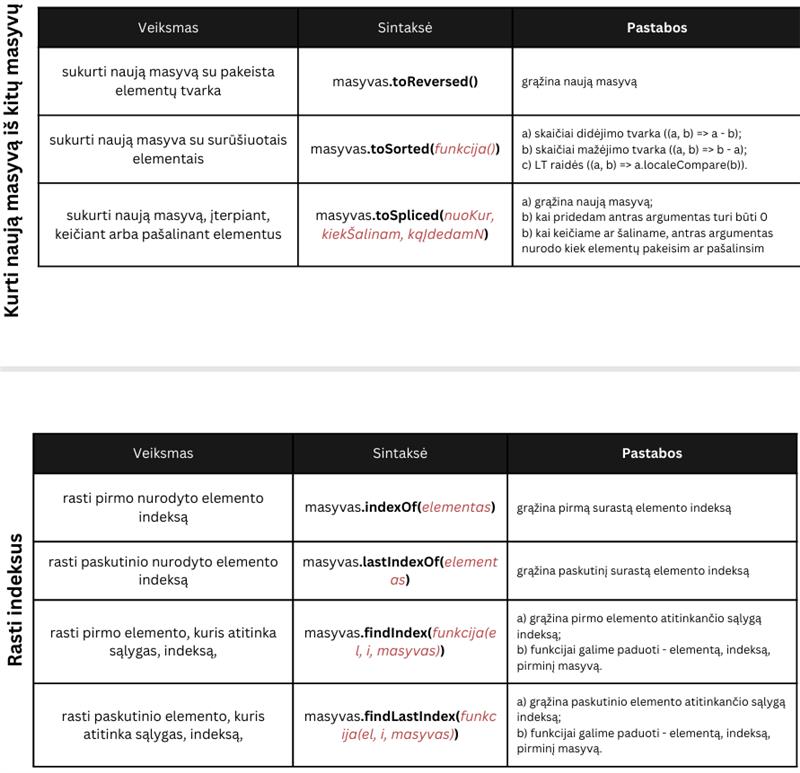 Kurti naują masyvą iš kitų masyvų
Veiksmas
Sintaksė
Pastabos
sukurti naują masyvą su pakeista
elementų tvarka
masyvas.toReversed()
grąžina naują masyvą
sukurti naują masyva su surūšiuotais
elementais
masyvas.toSorted(funkcija())
a) skaičiai didėjimo tvarka ((a, b) => a - b);
b) skaičiai mažėjimo tvarka ((a, b) => b - a);
c) LT raidės ((a, b) => a.localeCompare(b)).
sukurti naują masyvą, įterpiant,
keičiant arba pašalinant elementus
masyvas.toSpliced(nuoKur,
kiekŠalinam, kąĮdedamN)
a) grąžina naują masyvą;
b) kai pridedam antras argumentas turi būti 0
b) kai keičiame ar šaliname, antras argumentas
nurodo kiek elementų pakeisim ar pašalinsim
Rasti indeksus
Veiksmas
Sintaksė
Pastabos
rasti pirmo nurodyto elemento
indeksą
masyvas.indexOf(elementas)
grąžina pirmą surastą elemento indeksą
rasti paskutinio nurodyto elemento
indeksą
masyvas.lastIndexOf(element
as)
grąžina paskutinį surastą elemento indeksą
rasti pirmo elemento, kuris atitinka
sąlygas, indeksą,
masyvas.findIndex(funkcija(e
l, i, masyvas))
a) grąžina pirmo elemento atitinkančio sąlygą
indeksą;
b) funkcijai galime paduoti - elementą, indeksą,
pirminį masyvą.
rasti paskutinio elemento, kuris
atitinka sąlygas, indeksą,
masyvas.findLastIndex(funkc
ija(el, i, masyvas))
a) grąžina paskutinio elemento atitinkančio sąlygą
indeksą;
b) funkcijai galime paduoti - elementą, indeksą,
pirminį masyvą.